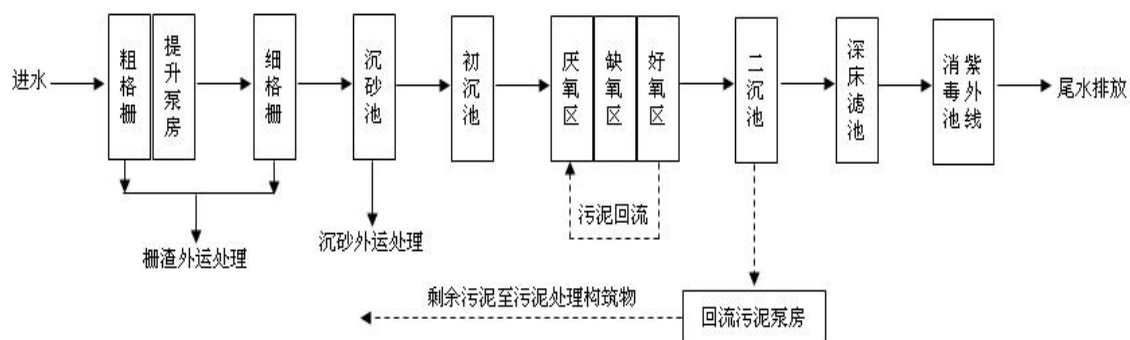 进水
粗格栅
提升泵房
细格栅
沉砂池
初沉池
厌氧区
缺氧区
好氧区
二沉池
深床滤池
紫外线
消毒池
尾水排放
污泥回流
栅渣外运处理
沉砂外运处理
剩余污泥至污泥处理构筑物
回流污泥泵房